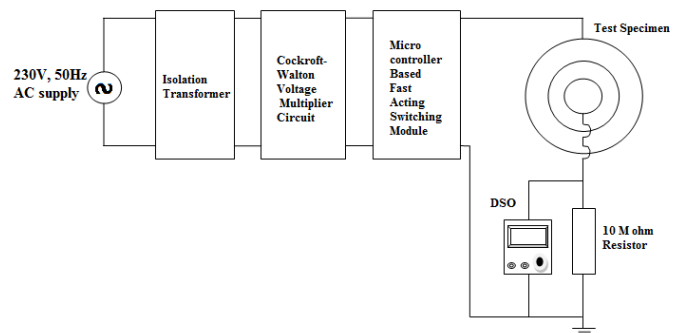 230V, 50Hz
AC supply
Isolation
Transformer
Cockroft-
Walton
Voltage
Multiplier
Circuit
Micro
controller
Based
Fast
Acting
Switching
Module
Test Specimen
DSO
10 M ohm
Resistor